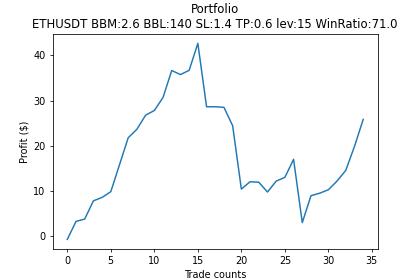 Portfolio
ETHUSDT BBM:2.6 BBL:140 SL:1.4 TP:0.6 lev:15 WinRatio:71.0
Profit ($)
40
30
20
10
0
0 5 10 15 20 25 30 35
Trade counts